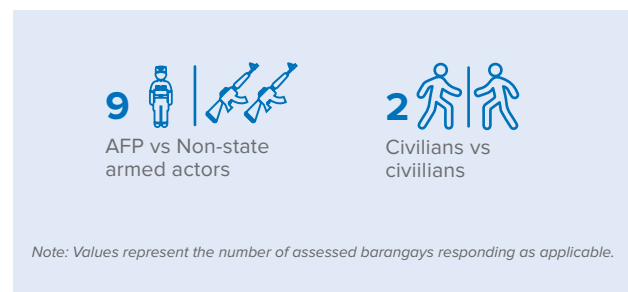 9
AFP vs Non-state
armed actors
2
Civilians vs
civiilians
Note: Values represent the number of assessed barangays responding as applicable.